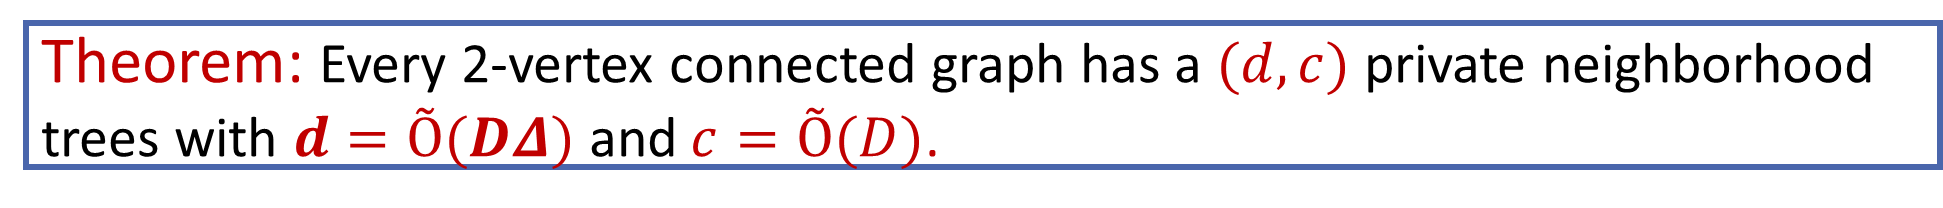 Theorem: Every 2-vertex connected graph has a (d, c) private neighborhood
trees with d = Õ(DΔ) and c = Õ(D).